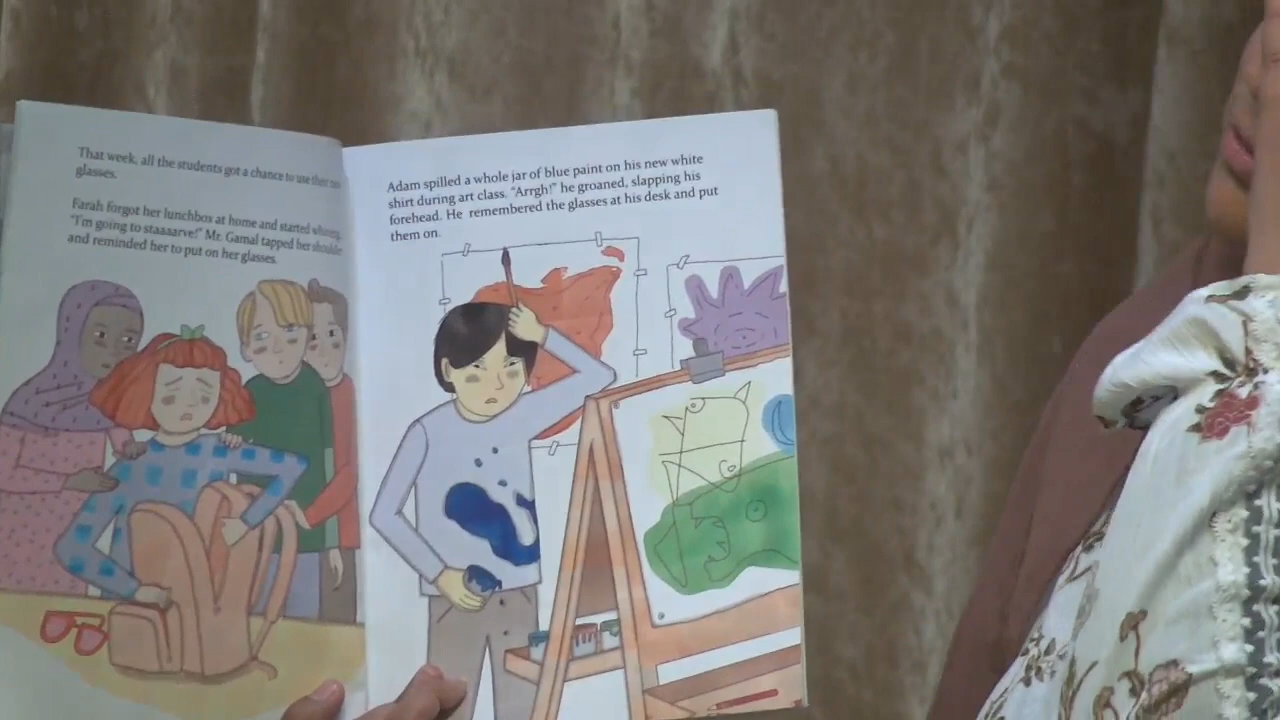 That week, all the students got a chance to use their
glasses.
Farah forgot her lunchbox at home and started whining,
"I'm going to staaaarve!" Mr. Gamal tapped her shoulder
and reminded her to put on her glasses.
Adam spilled a whole jar of blue paint on his new white
shirt during art class. "Arrgh!" he groaned, slapping his
forehead. He remembered the glasses at his desk and put
them on.